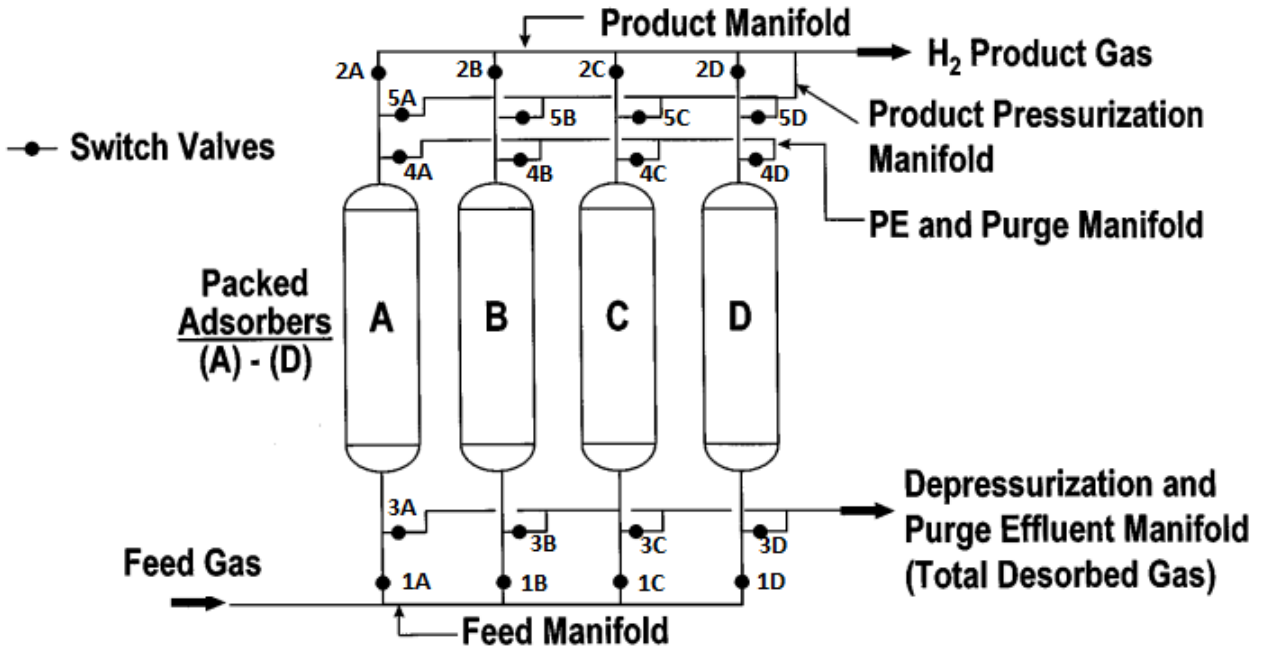 Product Manifold
H2 Product Gas
2A
2B
2C
2D
5A
5B
5C
5D
Product Pressurization
Manifold
Switch Valves
4A
4B
4C
4D
PE and Purge Manifold
Packed
Adsorbers
(A) - (D)
A
B
C
D
Depressurization and
Purge Effluent Manifold
(Total Desorbed Gas)
3A
3B
3C
3D
Feed Gas
1A
1B
1C
1D
Feed Manifold